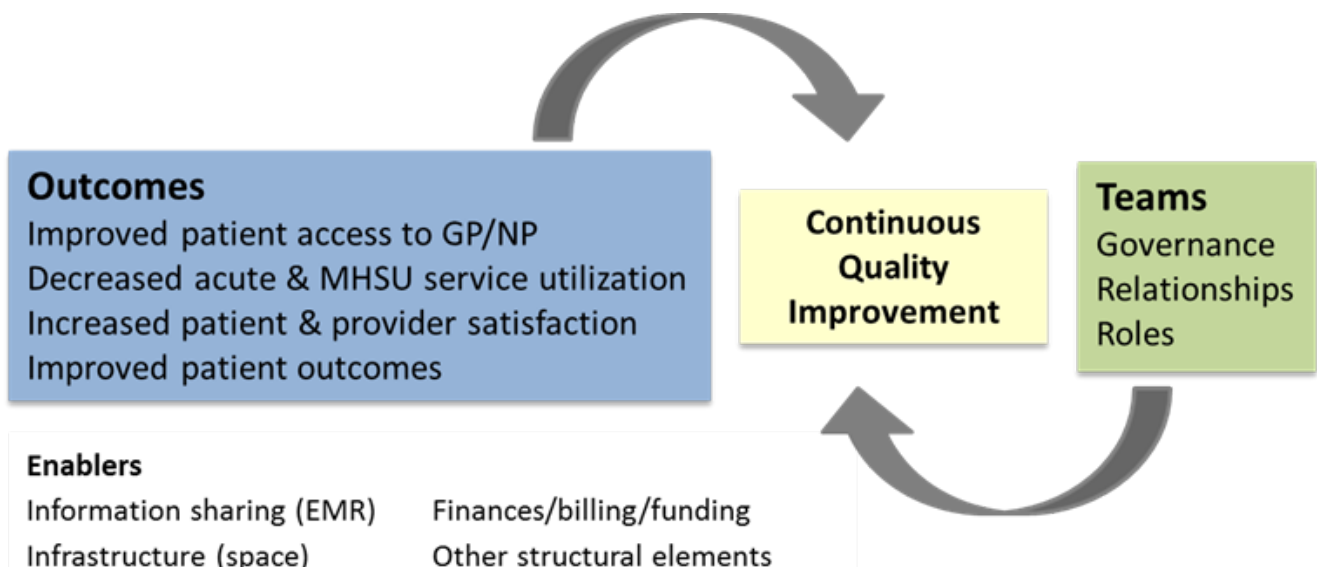 Outcomes
Improved patient access to GP/NP
Decreased acute & MHSU service utilization
Increased patient & provider satisfaction
Improved patient outcomes
Continuous
Quality
Improvement
Teams
Governance
Relationships
Roles
Enablers
Information sharing (EMR) Finances/billing/funding
Infrastructure (space) Other structural elements